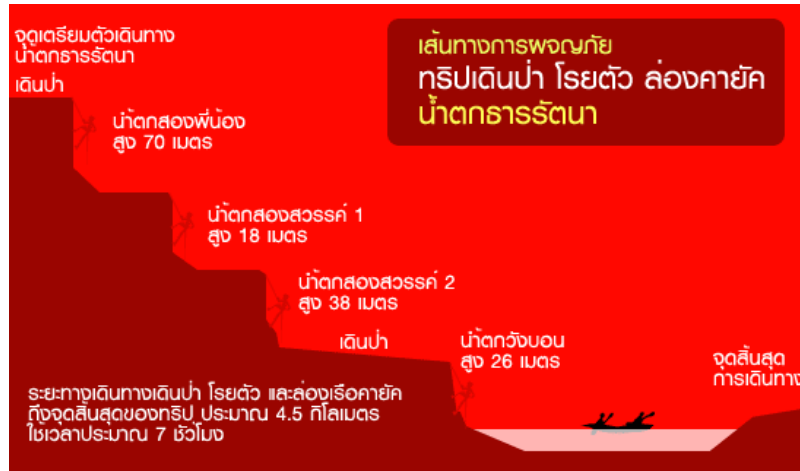 จุดเตรียมตัวเดินทาง
น้ำตกธารรัตนา
เดินป่า
เส้นทางการผจญภัย
ทริปเดินป่า โรยตัว ล่องคายัค
น้ำตกธารรัตนา
น้ำตกสองพี่น้อง
สูง 70 เมตร
น้ำตกสองสวรรค์ 1
สูง 18 เมตร
น้ำตกสองสวรรค์ 2
สูง 38 เมตร
เดินป่า
น้ำตกวังบอน
สูง 26 เมตร
จุดสิ้นสุด
การเดินทาง
ระยะทางเดินทางเดินป่า โรยตัว และล่องเรือคายัค
ถึงจุดสิ้นสุดของทริป ประมาณ 4.5 กิโลเมตร
ใช้เวลาประมาณ 7 ชั่วโมง